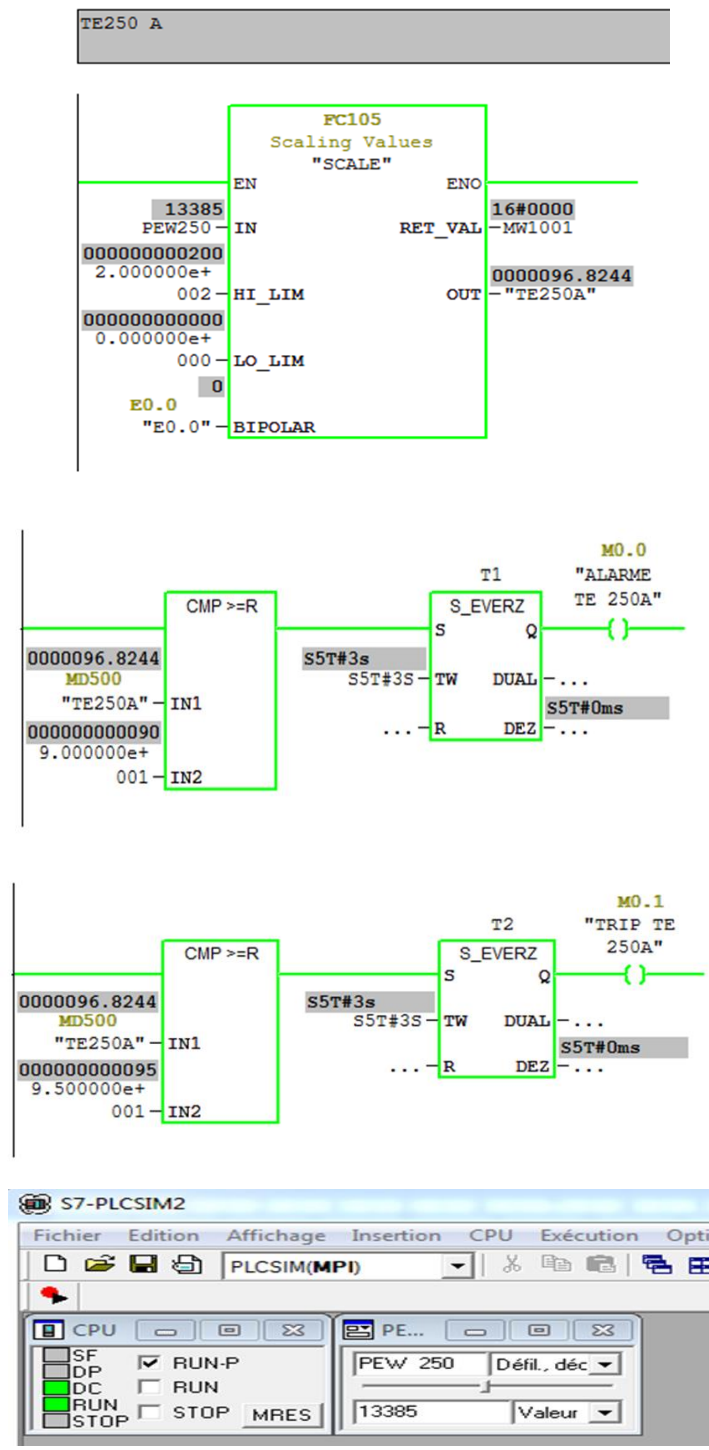 TE250 A
FC105
Scaling Values
"SCALE"
EN ENO
13385 16#0000
PEW250 IN RET_VAL MW1001
000000000200
2.000000e+ 0000096.8244
002 HI_LIM OUT "TE250A"
000000000000
0.000000e+
000 LO_LIM
0
E0.0
"E0.0" BIPOLAR
M0.0
T1 "ALARME
CMP >=R S_EVERZ TE 250A"
S Q ( )
0000096.8244 S5T#3s
MD500 S5T#3S TW DUAL ...
"TE250A" IN1 S5T#0ms
000000000090 ... R DEZ ...
9.000000e+
001 IN2
M0.1
T2 "TRIP TE
CMP >=R S_EVERZ 250A"
S Q ( )
0000096.8244 S5T#3s
MD500 S5T#3S TW DUAL ...
"TE250A" IN1 S5T#0ms
000000000095 ... R DEZ ...
9.500000e+
001 IN2
S7-PLCSIM2
Fichier Edition Affichage Insertion CPU Exécution Opti
PLCSIM(MPI)
CPU PE...
SF RUN-P PEW 250 Défil., déc
DP
DC RUN
RUN STOP MRES 13385 Valeur
STOP